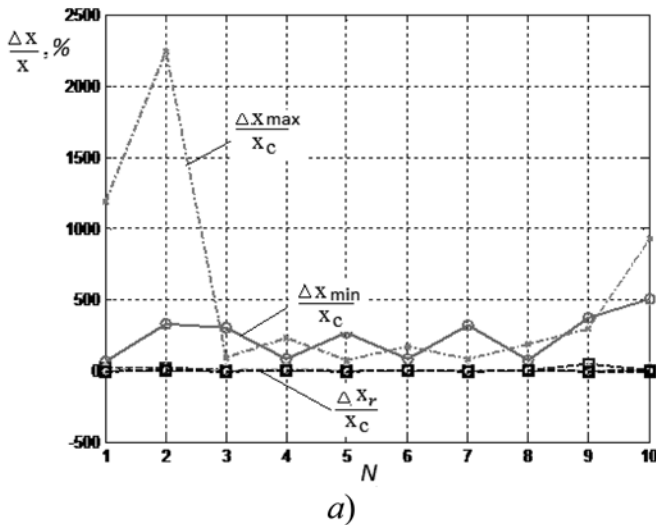 2500
Δx/x, %
2000
Δx max/x c
1500
1000
500
Δx min/x c
0
Δ x r/x c
-500
1 2 3 4 5 6 7 8 9 10
N
a)